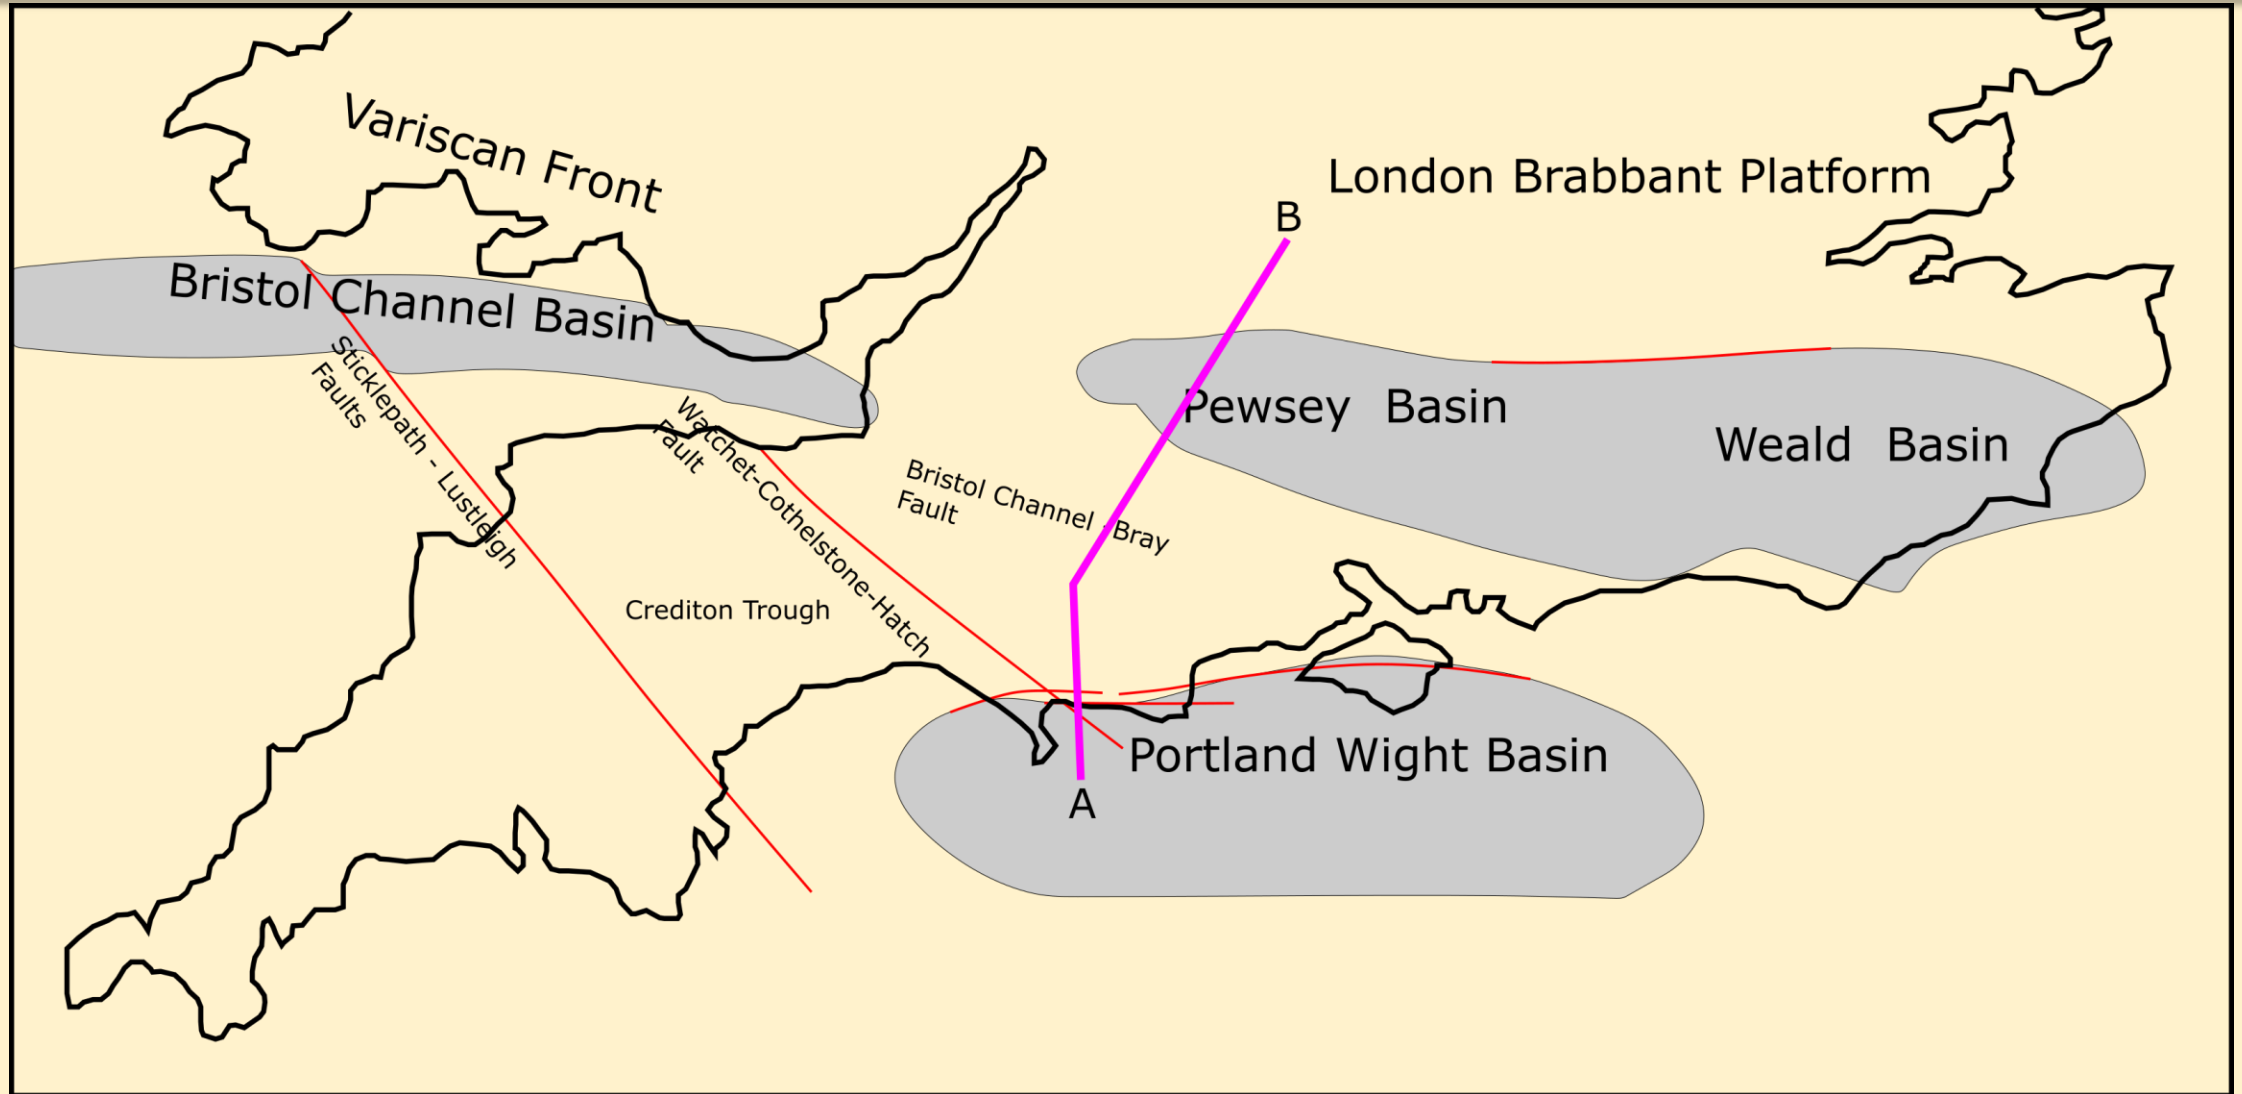 Variscan Front
London Brabbant Platform
B
Bristol Channel Basin
Sticklepath - Lustleigh
Faults
Watchet-Cothelstone-Hatch
Fault
Pewsey Basin
Weald Basin
Bristol Channel -Bray
Fault
Crediton Trough
Portland Wight Basin
A